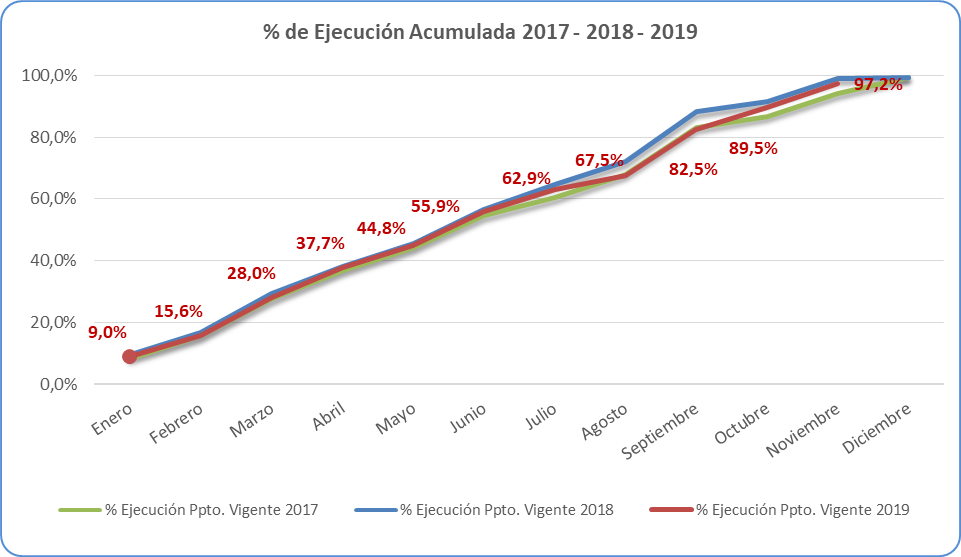 % de Ejecución Acumulada 2017 - 2018 - 2019
100,0%
80,0%
60,0%
40,0%
20,0%
0,0%
9,0%
15,6%
28,0%
37,7%
44,8%
55,9%
62,9%
67,5%
82,5%
89,5%
97,2%
Enero
Febrero
Marzo
Abril
Mayo
Junio
Julio
Agosto
Septiembre
Octubre
Noviembre
Diciembre
% Ejecución Ppto. Vigente 2017
% Ejecución Ppto. Vigente 2018
% Ejecución Ppto. Vigente 2019